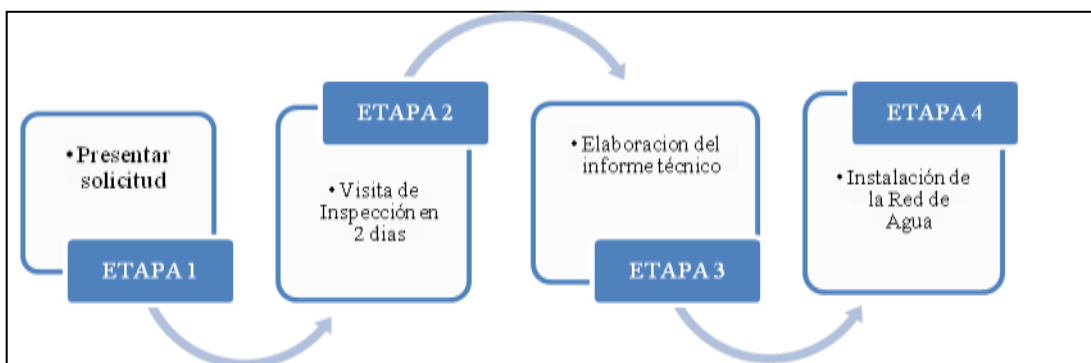 • Presentar
solicitud
ETAPA 1
ETAPA 2
• Visita de
Inspección en
2 dias
• Elaboracion del
informe técnico
ETAPA 3
ETAPA 4
• Instalación de
la Red de
Agua